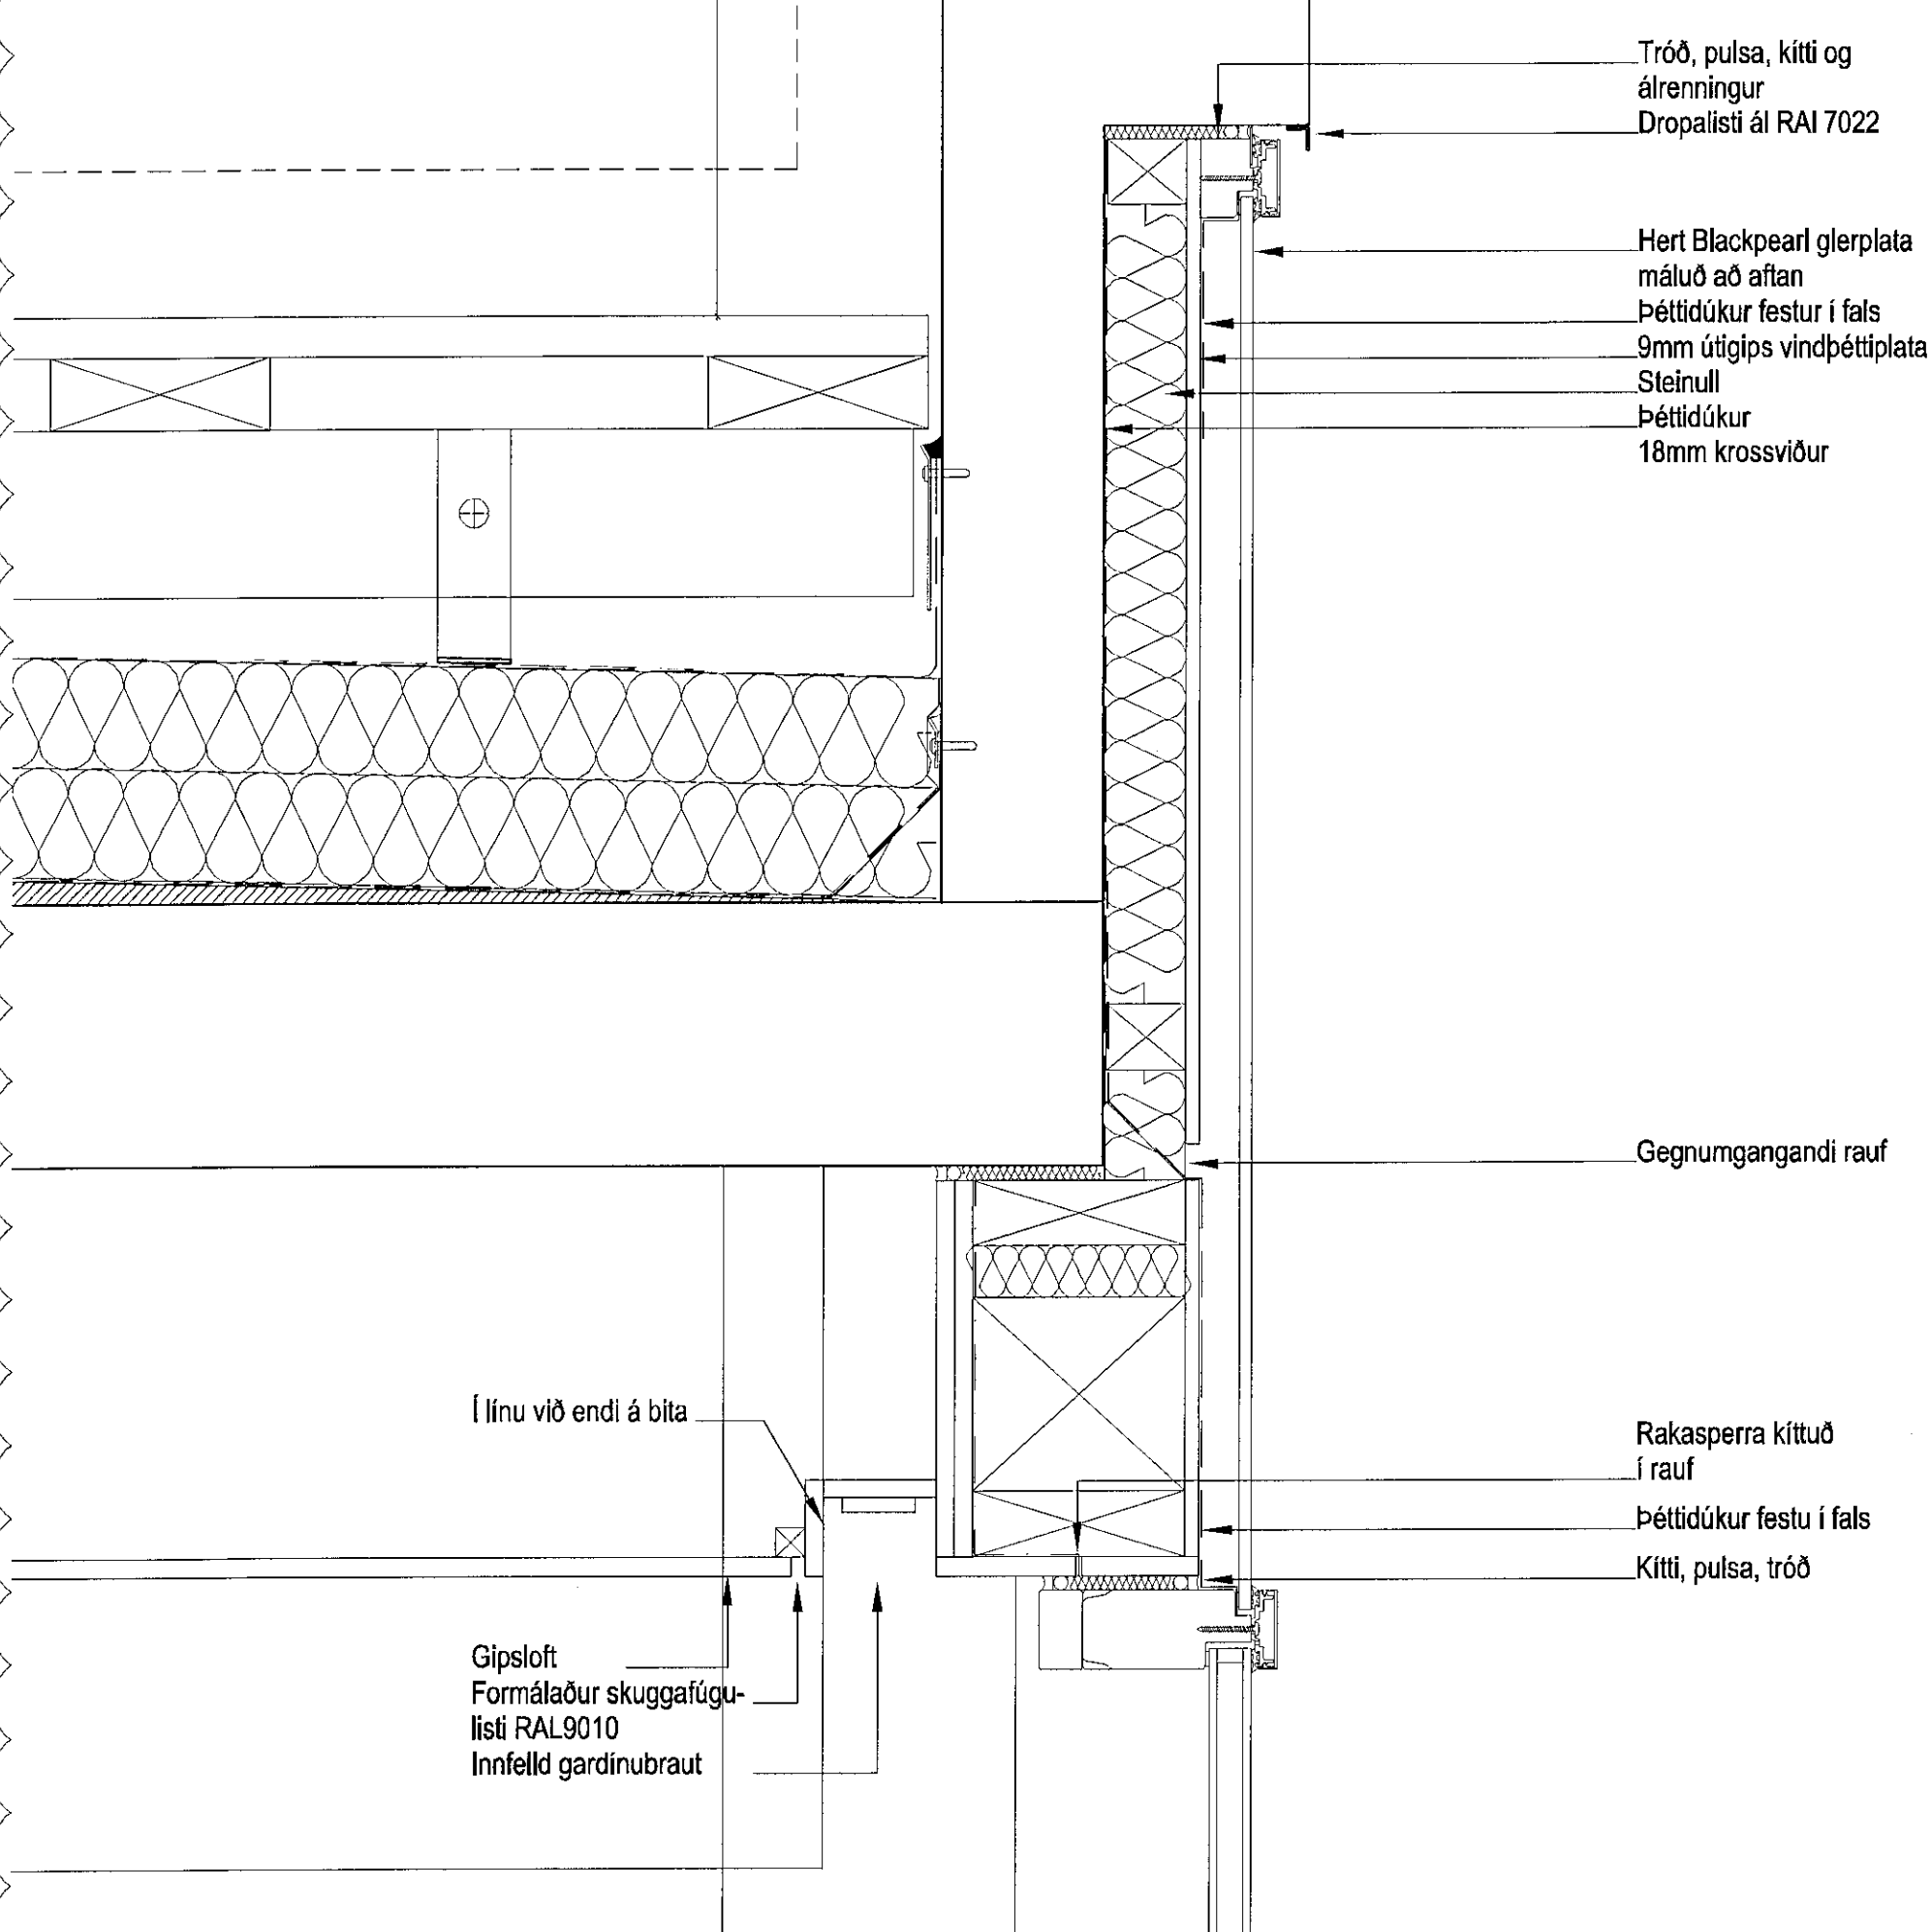 Tróð, pulsa, kítti og
álrenningur
Dropalisti ál RAl 7022
Hert Blackpearl glerplata
máluð að aftan
Þéttidúkur festur í fals
9mm útigips vindþéttiplata
Steinull
Þéttidúkur
18mm krossviður
Gegnumgangandi rauf
Í línu við endi á bita
Rakasperra kíttuð
í rauf
Þéttidúkur festu í fals
Kítti, pulsa, tróð
Gipsloft
Formálaður skuggafúgu-
listi RAL9010
Innfelld gardínubraut